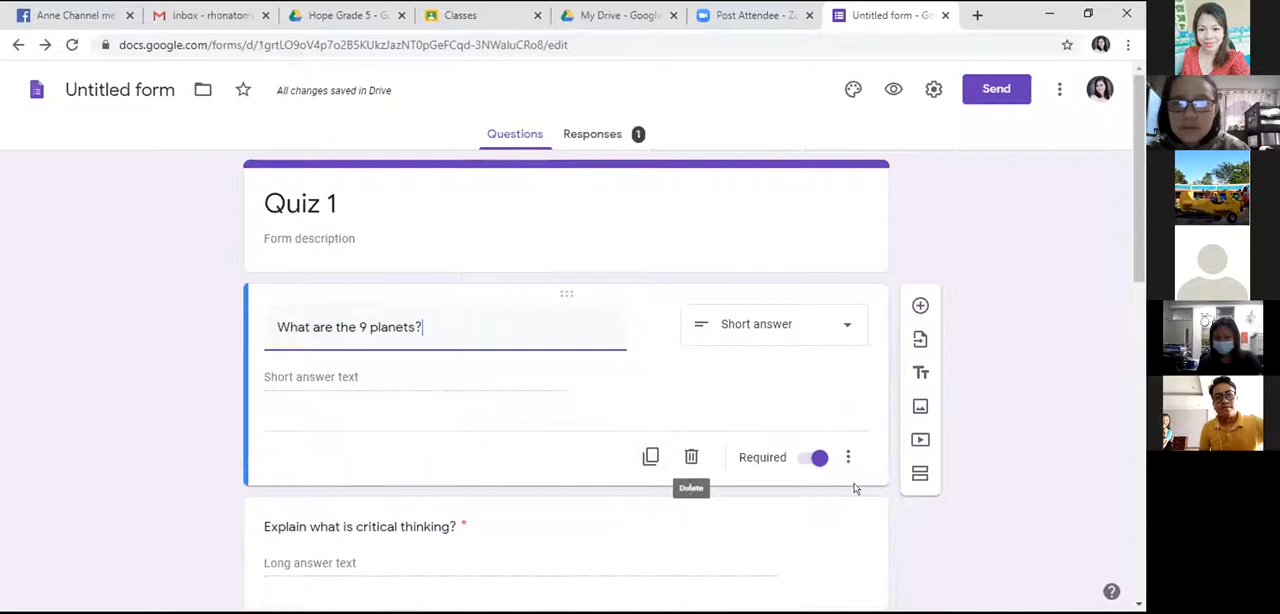 Anne Channel me
Inbox - rhonatom
Hope Grade 5 - G
Classes
My Drive - Google
Post Attendee - Z
Untitled form - Go
docs.google.com/forms/d/1grtLO9oV4p7o2B5KUkzJazNT0pGeFCqd-3NWaluCRo8/edit
Untitled form
All changes saved in Drive
Send
Questions
Responses 1
Quiz 1
Form description
What are the 9 planets?
Short answer
Short answer text
Required
Delete
Explain what is critical thinking? *
Long answer text